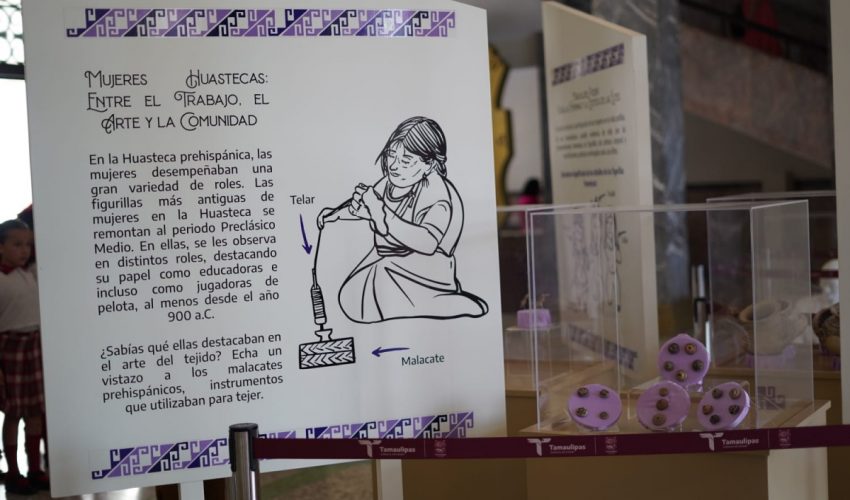 MUJERES HUASTECAS:
ENTRE EL TRABAJO, EL
ARTE Y LA COMUNIDAD
En la Huasteca prehispánica, las
mujeres desempeñaban una
gran variedad de roles. Las
figurillas más antiguas de
mujeres en la Huasteca se
remontan al periodo Preclásico
Medio. En ellas, se les observa
en distintos roles, destacando
su papel como educadoras e
incluso como jugadoras de
pelota, al menos desde el año
900 a.C.
¿Sabías qué ellas destacaban en
el arte del tejido? Echa un
vistazo a los malacates
prehispánicos, instrumentos
que utilizaban para tejer.
Telar
Malacate
Tamaulipas
Tamaulipas
Tamaulipas